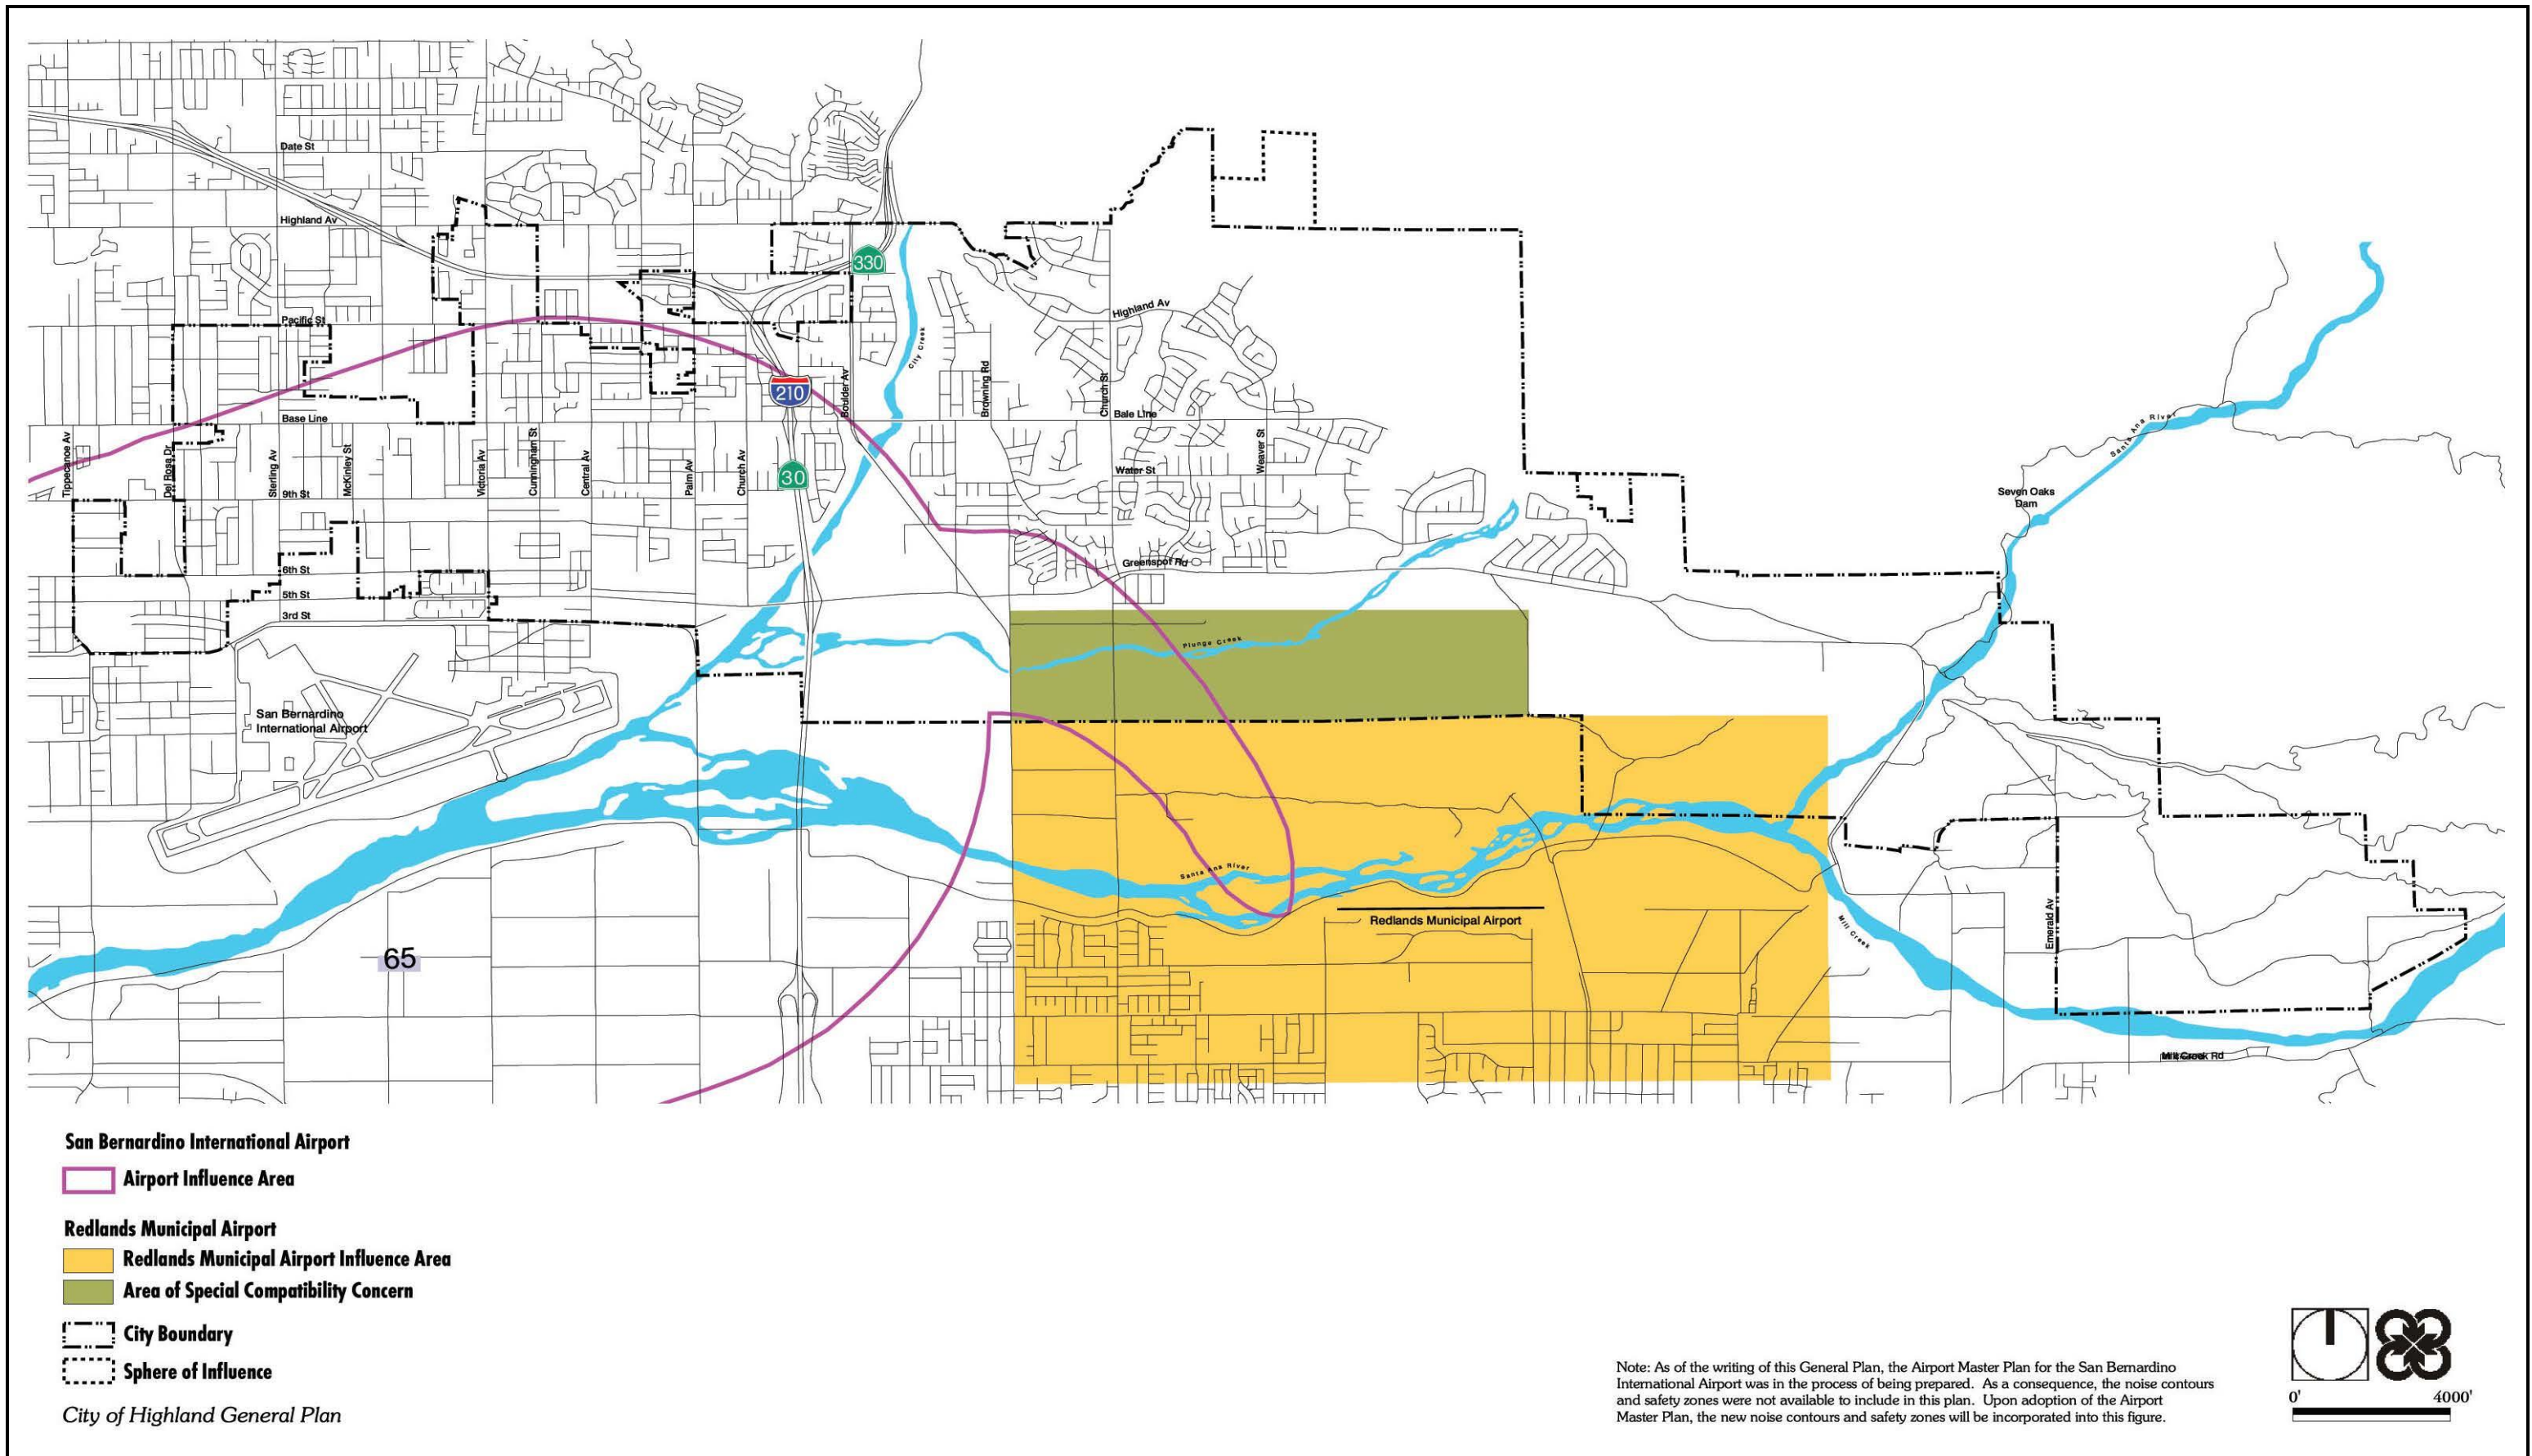 Date St
Highland Av
330
Pacific St
City Creek
Highland Av
210
Boulder Av
Browning Rd
Church St
Base Line
Bale Line
Tippecanoe Av
Del Rosa Dr
Sterling Av
McKinley St
Victoria Av
Cunningham St
Central Av
Palm Av
Church Av
30
Water St
Weaver St
Santa Ana River
9th St
Seven Oaks
Dam
6th St
Greenspot Rd
5th St
3rd St
Plunge Creek
San Bernardino
International Airport
Santa Ana River
Redlands Municipal Airport
Mill Creek
Emerald Av
65
Rd
San Bernardino International Airport
Airport Influence Area
Redlands Municipal Airport
Redlands Municipal Airport Influence Area
Area of Special Compatibility Concern
City Boundary
Sphere of Influence
City of Highland General Plan
Note: As of the writing of this General Plan, the Airport Master Plan for the San Bernardino
International Airport was in the process of being prepared. As a consequence, the noise contours
and safety zones were not available to include in this plan. Upon adoption of the Airport
Master Plan, the new noise contours and safety zones will be incorporated into this figure.
0' 4000'